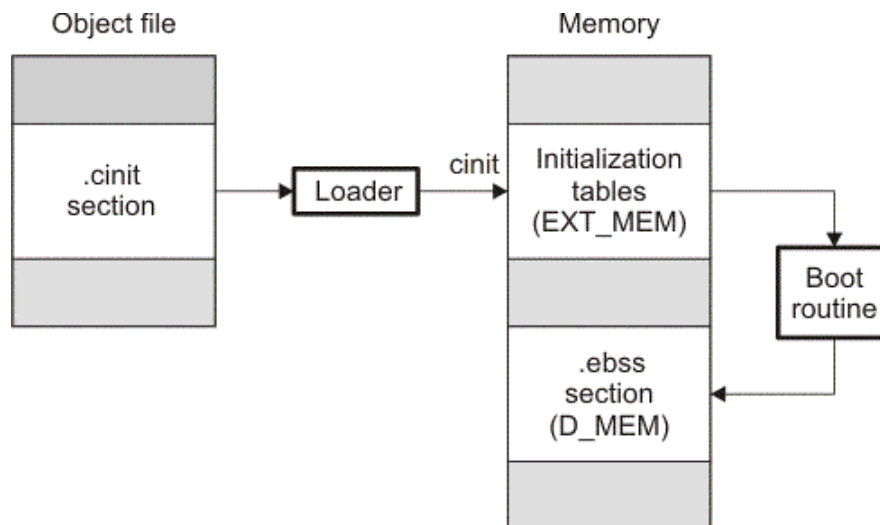 Object file
Memory
.cinit
section
Loader
cinit
Initialization
tables
(EXT_MEM)
Boot
routine
.ebss
section
(D_MEM)